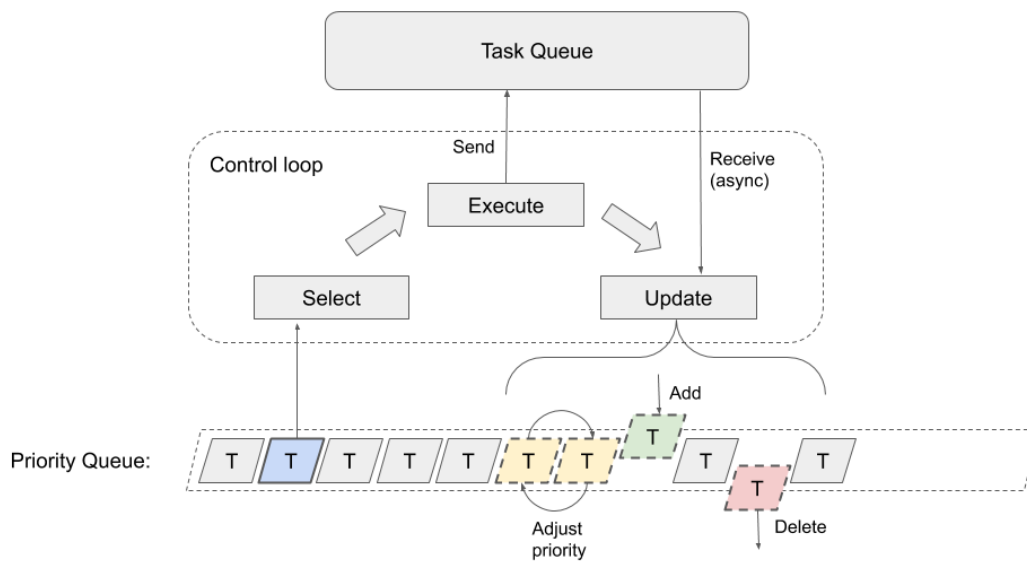 Task Queue
Send
Receive
(async)
Control loop
Execute
Select
Update
Add
Priority Queue:
T
T
T
T
T
T
T
T
T
T
T
Adjust
priority
Delete